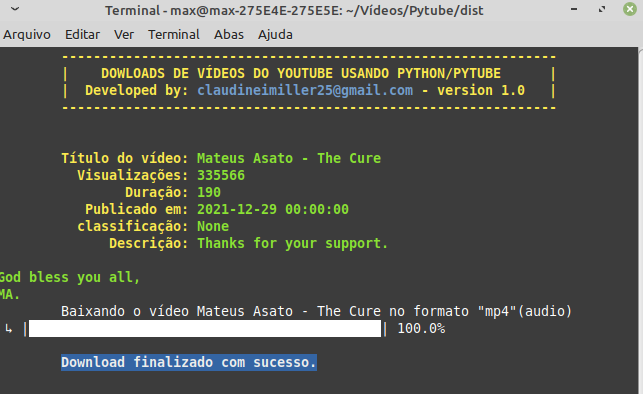 Terminal - max@max-275E4E-275E5E: ~/Vídeos/Pytube/dist
Arquivo Editar Ver Terminal Abas Ajuda
--------------------------------------------------------------
| DOWLOADS DE VÍDEOS DO YOUTUBE USANDO PYTHON/PYTUBE |
| Developed by: claudineimiller25@gmail.com - version 1.0 |
--------------------------------------------------------------
Título do vídeo: Mateus Asato - The Cure
Visualizações: 335566
Duração: 190
Publicado em: 2021-12-29 00:00:00
classificação: None
Descrição: Thanks for your support.
God bless you all,
MA.
Baixando o vídeo Mateus Asato - The Cure no formato "mp4"(audio)
↳ | | 100.0%
Download finalizado com sucesso.